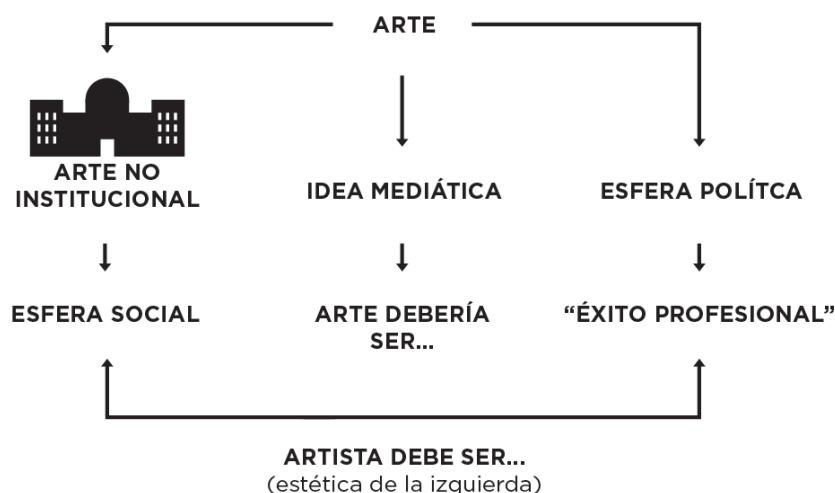 ARTE
ARTE NO
INSTITUCIONAL
IDEA MEDIÁTICA
ESFERA POLÍTCA
ESFERA SOCIAL
ARTE DEBERÍA
SER...
“ÉXITO PROFESIONAL”
ARTISTA DEBE SER...
(estética de la izquierda)